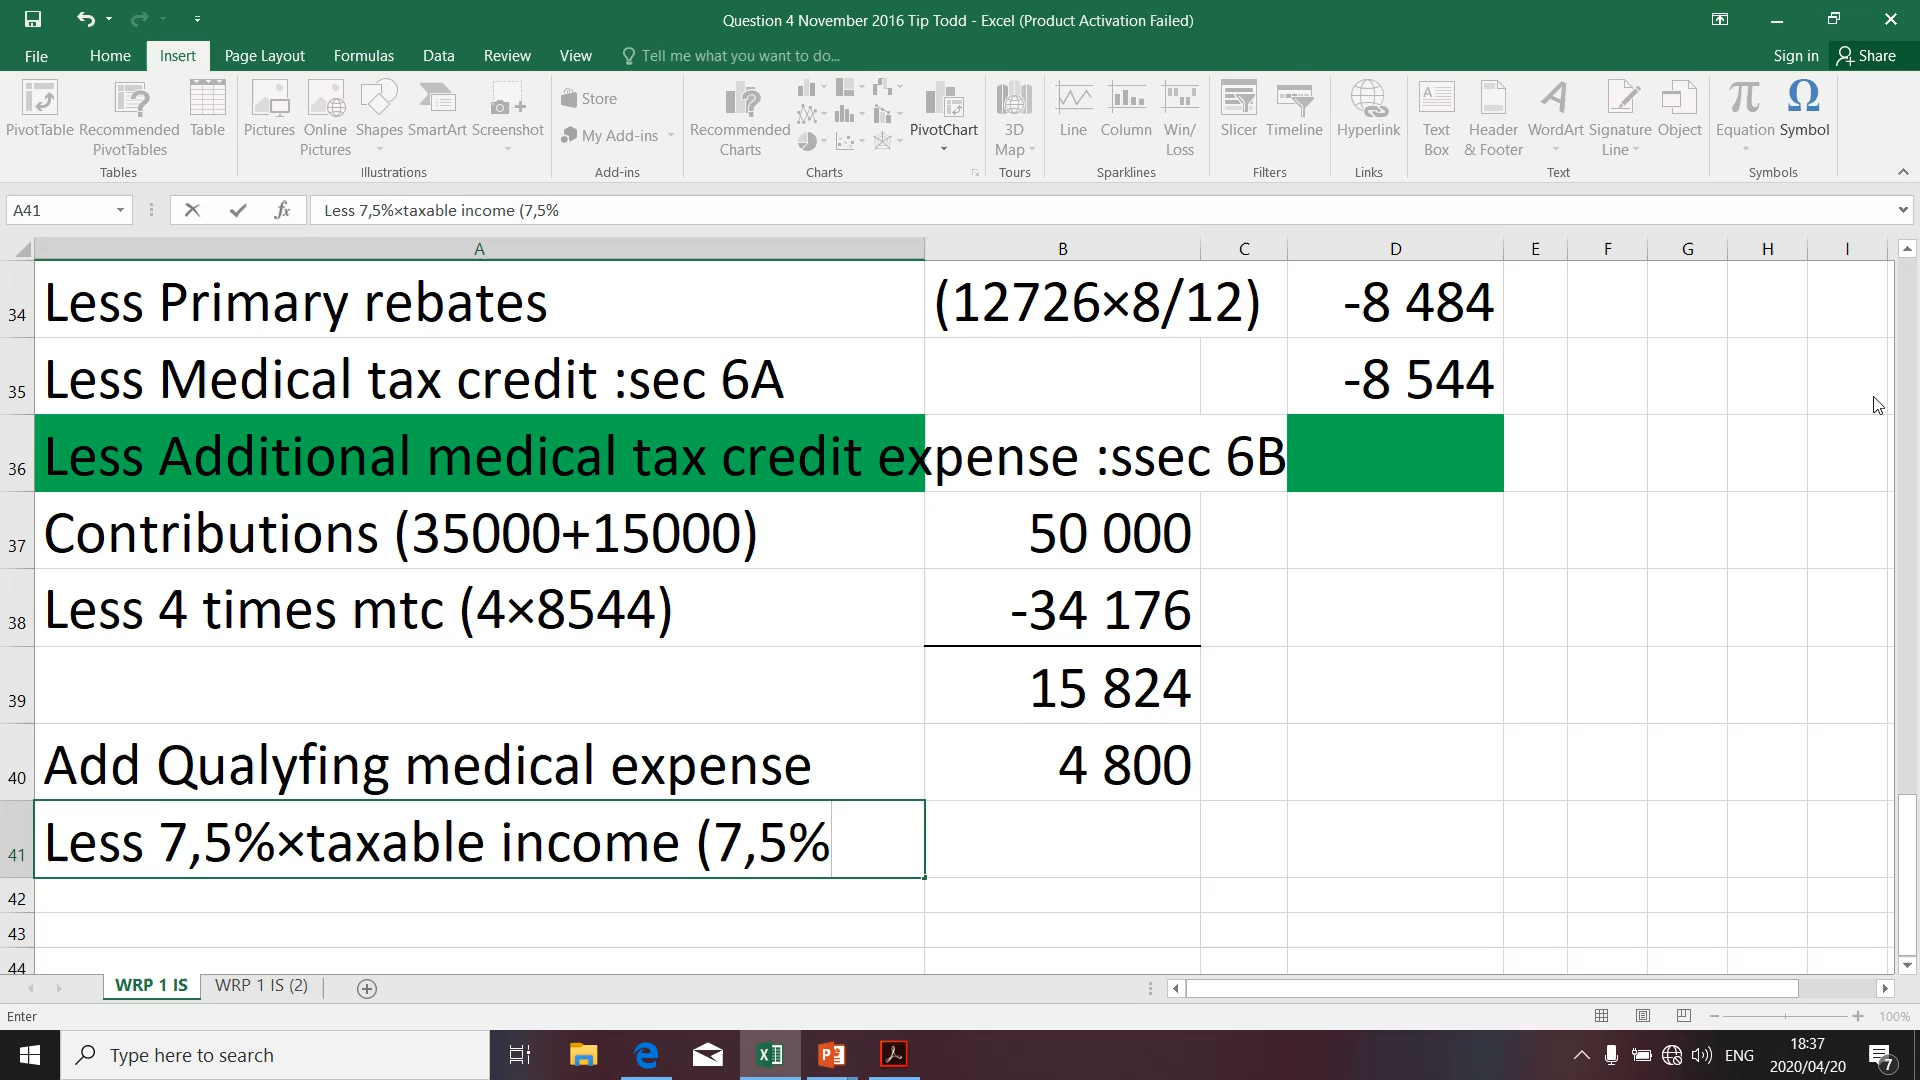 Question 4 November 2016 Tip Todd - Excel (Product Activation Failed)
File Home Insert Page Layout Formulas Data Review View Tell me what you want to do... Sign in Share
PivotTable Recommended PivotTables Table
Tables
Pictures Online Pictures Shapes SmartArt Screenshot
Illustrations
Store
My Add-ins
Add-ins
Recommended Charts PivotChart
Charts
3D Map
Tours
Line Column Win/ Loss
Sparklines
Slicer Timeline
Filters
Hyperlink
Links
Text Box Header & Footer WordArt Signature Line Object
Text
Equation Symbol
Symbols
A41 fx Less 7,5%×taxable income (7,5%
A B C D E F G H I
34 Less Primary rebates (12726×8/12) -8 484
35 Less Medical tax credit :sec 6A -8 544
36 Less Additional medical tax credit expense :ssec 6B
37 Contributions (35000+15000) 50 000
38 Less 4 times mtc (4×8544) -34 176
39 15 824
40 Add Qualyfing medical expense 4 800
41 Less 7,5%×taxable income (7,5%
42
43
44
WRP 1 IS WRP 1 IS (2)
Enter 100%
Type here to search ENG 18:37
2020/04/20 7